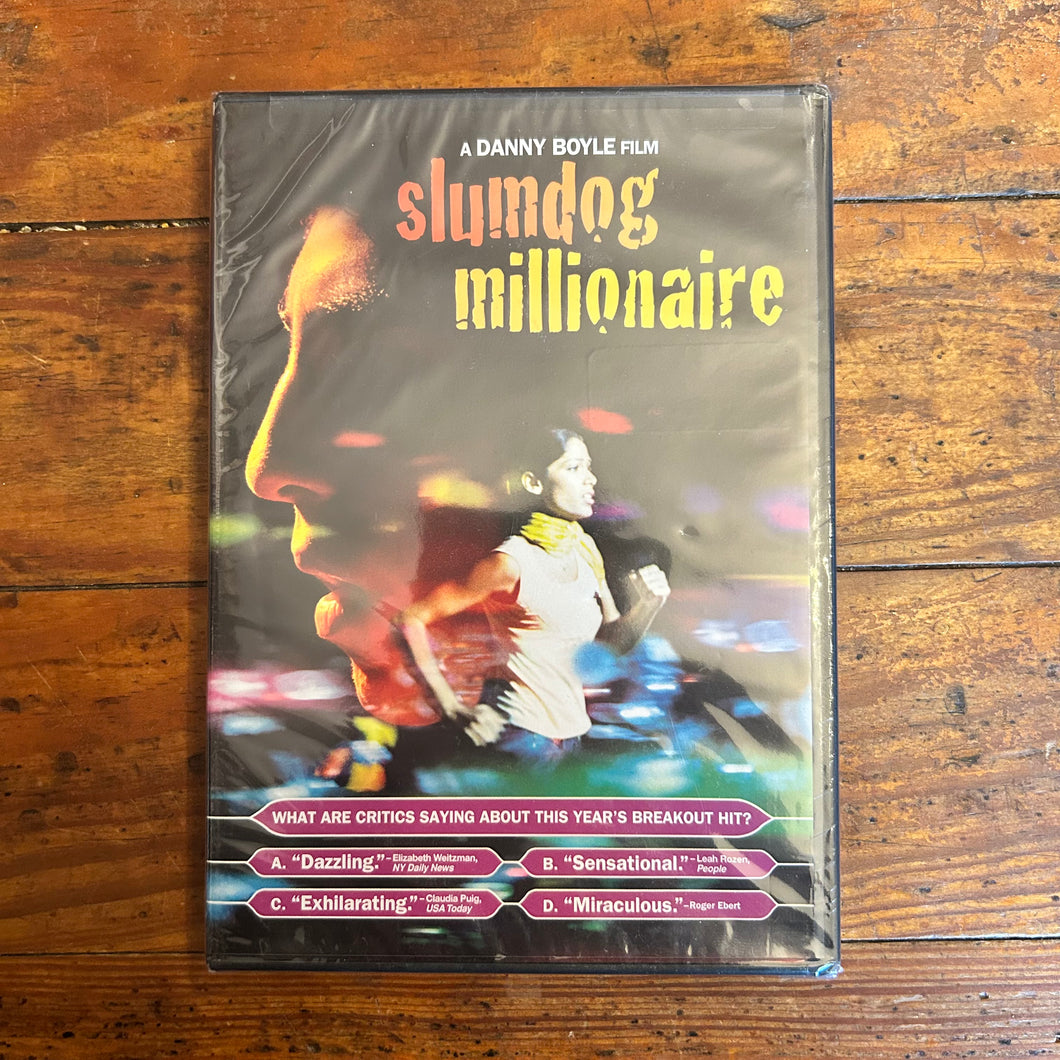 A DANNY BOYLE FILM
slumdog
millionaire
WHAT ARE CRITICS SAYING ABOUT THIS YEAR'S BREAKOUT HIT?
A. "Dazzling." – Elizabeth Weitzman,
NY Daily News
B. "Sensational." – Leah Rozen,
People
C. "Exhilarating." – Claudia Puig,
USA Today
D. "Miraculous." – Roger Ebert